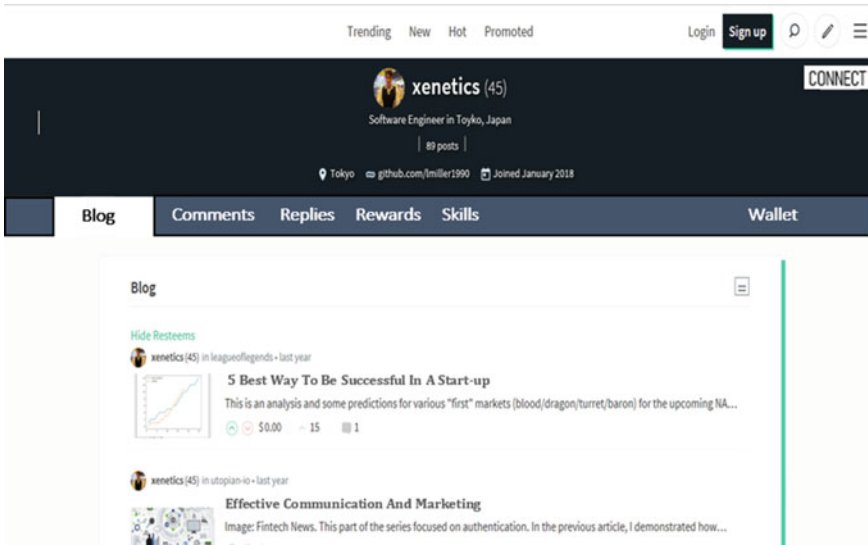 Trending New Hot Promoted Login Sign up
xenetics (45)
CONNECT
Software Engineer in Toyko, Japan
89 posts
Tokyo github.com/lmiller1990 Joined January 2018
Blog Comments Replies Rewards Skills Wallet
Blog
Hide Resteems
xenetics (45) in leagueoflegends • last year
5 Best Way To Be Successful In A Start-up
This is an analysis and some predictions for various "first" markets (blood/dragon/turret/baron) for the upcoming NA...
$0.00 15 1
xenetics (45) in utopian-io • last year
Effective Communication And Marketing
Image: Fintech News. This part of the series focused on authentication. In the previous article, I demonstrated how...